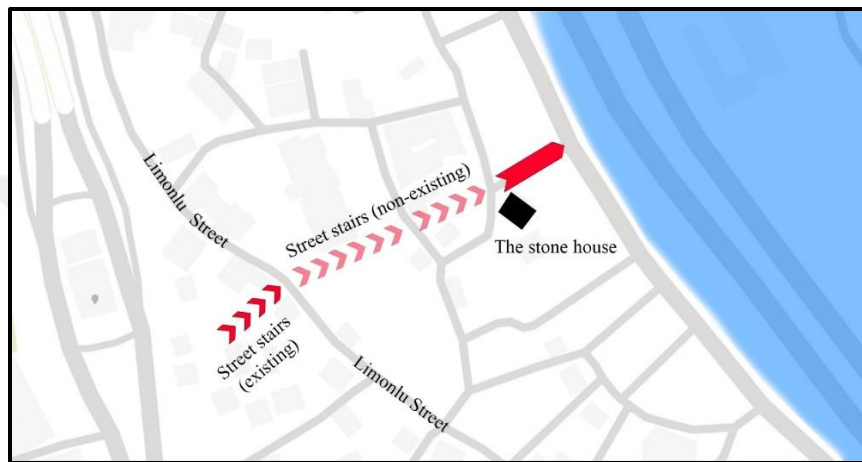 Limonlu Street
Street stairs (non-existing)
The stone house
Street stairs
(existing)
Limonlu Street